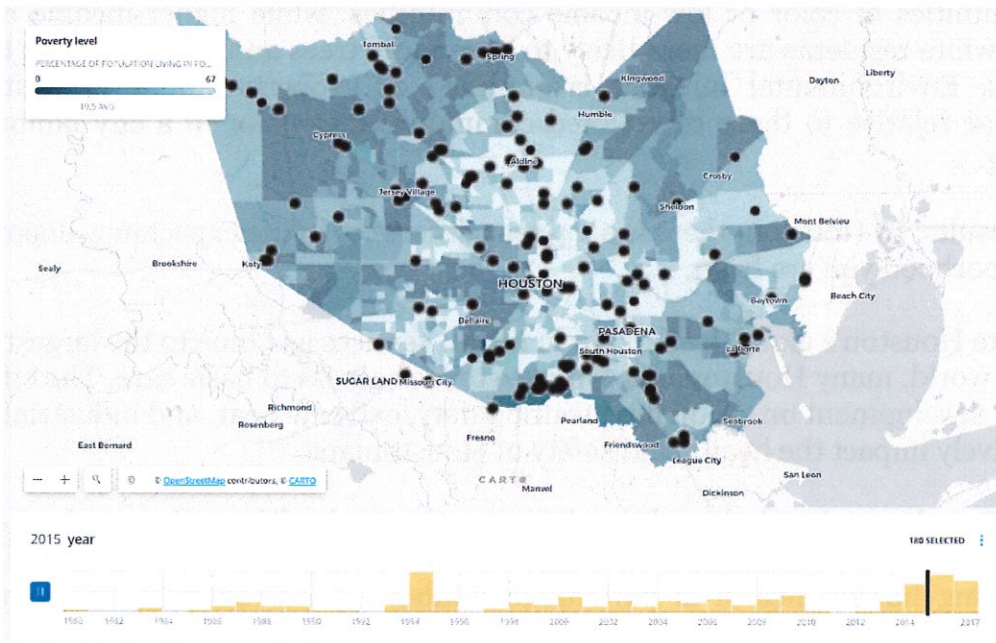 Poverty level
PERCENTAGE OF POPULATION LIVING IN PO...
0 67
19.5 AVG
Tomball
Spring
Kingwood
Dayton
Liberty
Humble
Cypress
Aldine
Crosby
Jersey Village
Sheldon
Mont Belvieu
Sealy
Brookshire
Katy
HOUSTON
Baytown
Beach City
Bellaire
PASADENA
South Houston
La Porte
SUGAR LAND
Missouri City
Richmond
Rosenberg
Pearland
Seabrook
East Bernard
Fresno
Friendswood
League City
San Leon
− + © OpenStreetMap contributors, © CARTO
CARTO
Manvel
Dickinson
2015 year
180 SELECTED
1980 1982 1984 1986 1988 1990 1992 1994 1996 1998 2000 2002 2004 2006 2008 2010 2012 2014 2017